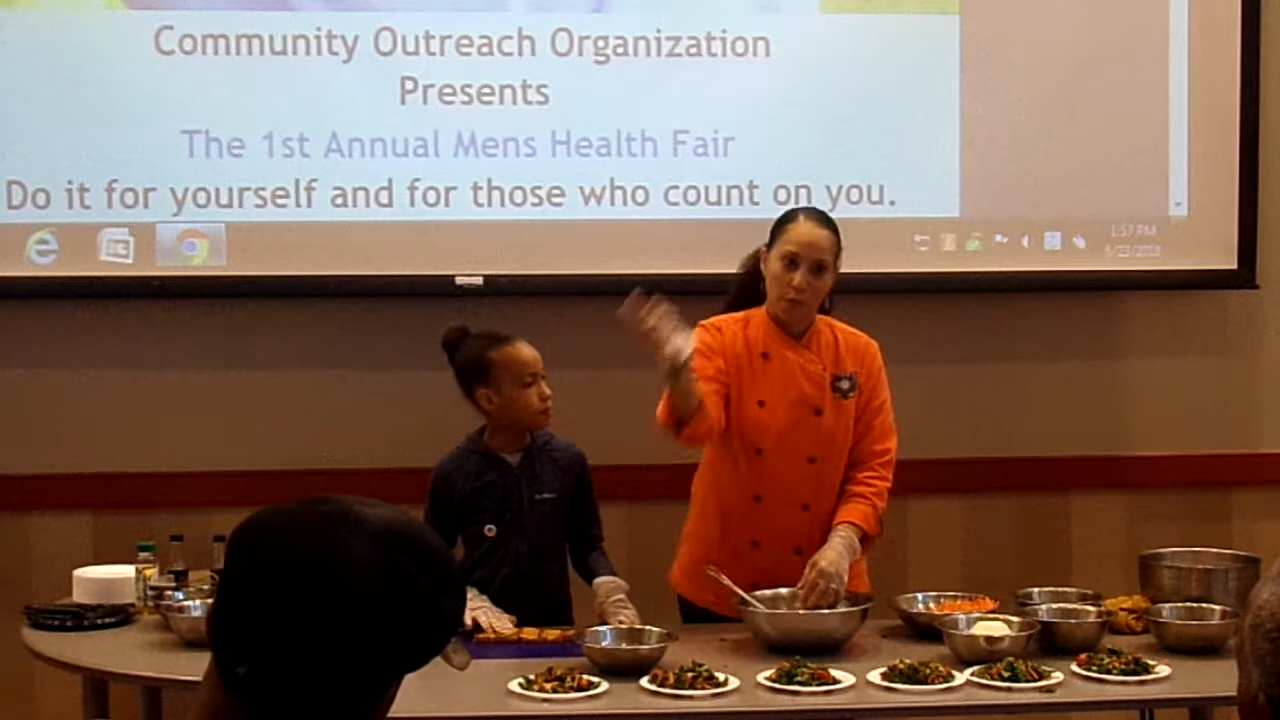 Community Outreach Organization
Presents
The 1st Annual Mens Health Fair
Do it for yourself and for those who count on you.
1:57 PM